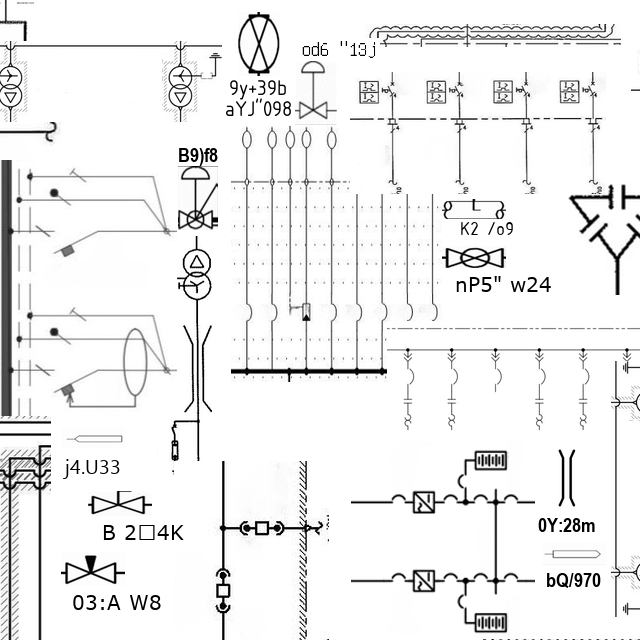 od6 "13j
9y+39b
aYJ"098
B9)f8
L
K2 /o9
nP5" w24
j4.U33
B 2□4K
0Y:28m
bQ/970
03:A W8